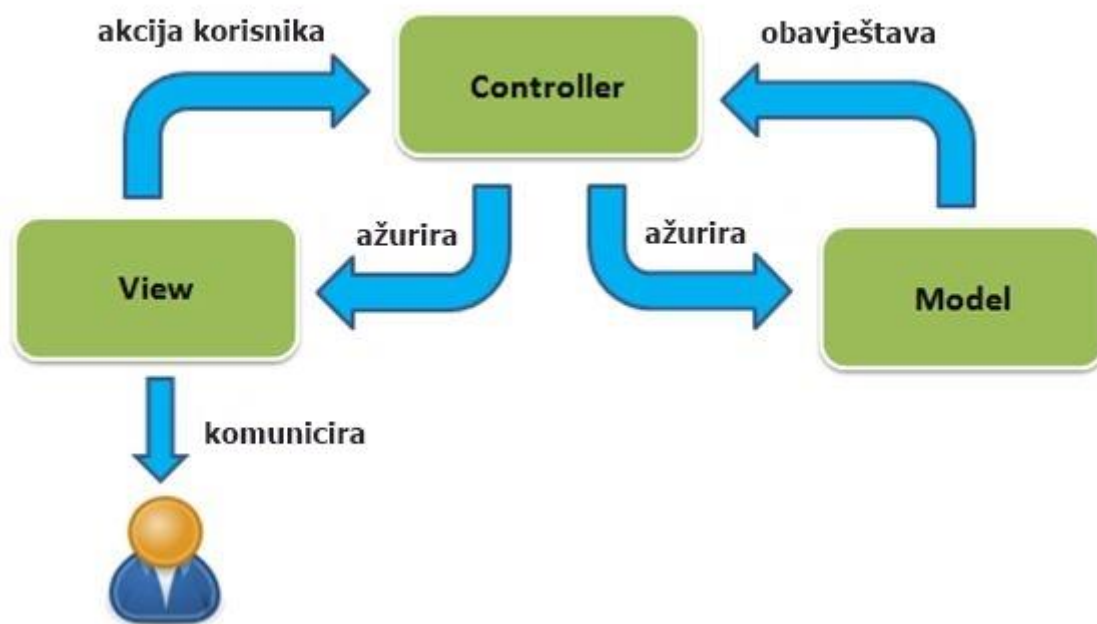 akcija korisnika
Controller
obavještava
ažurira
ažurira
View
Model
komunicira